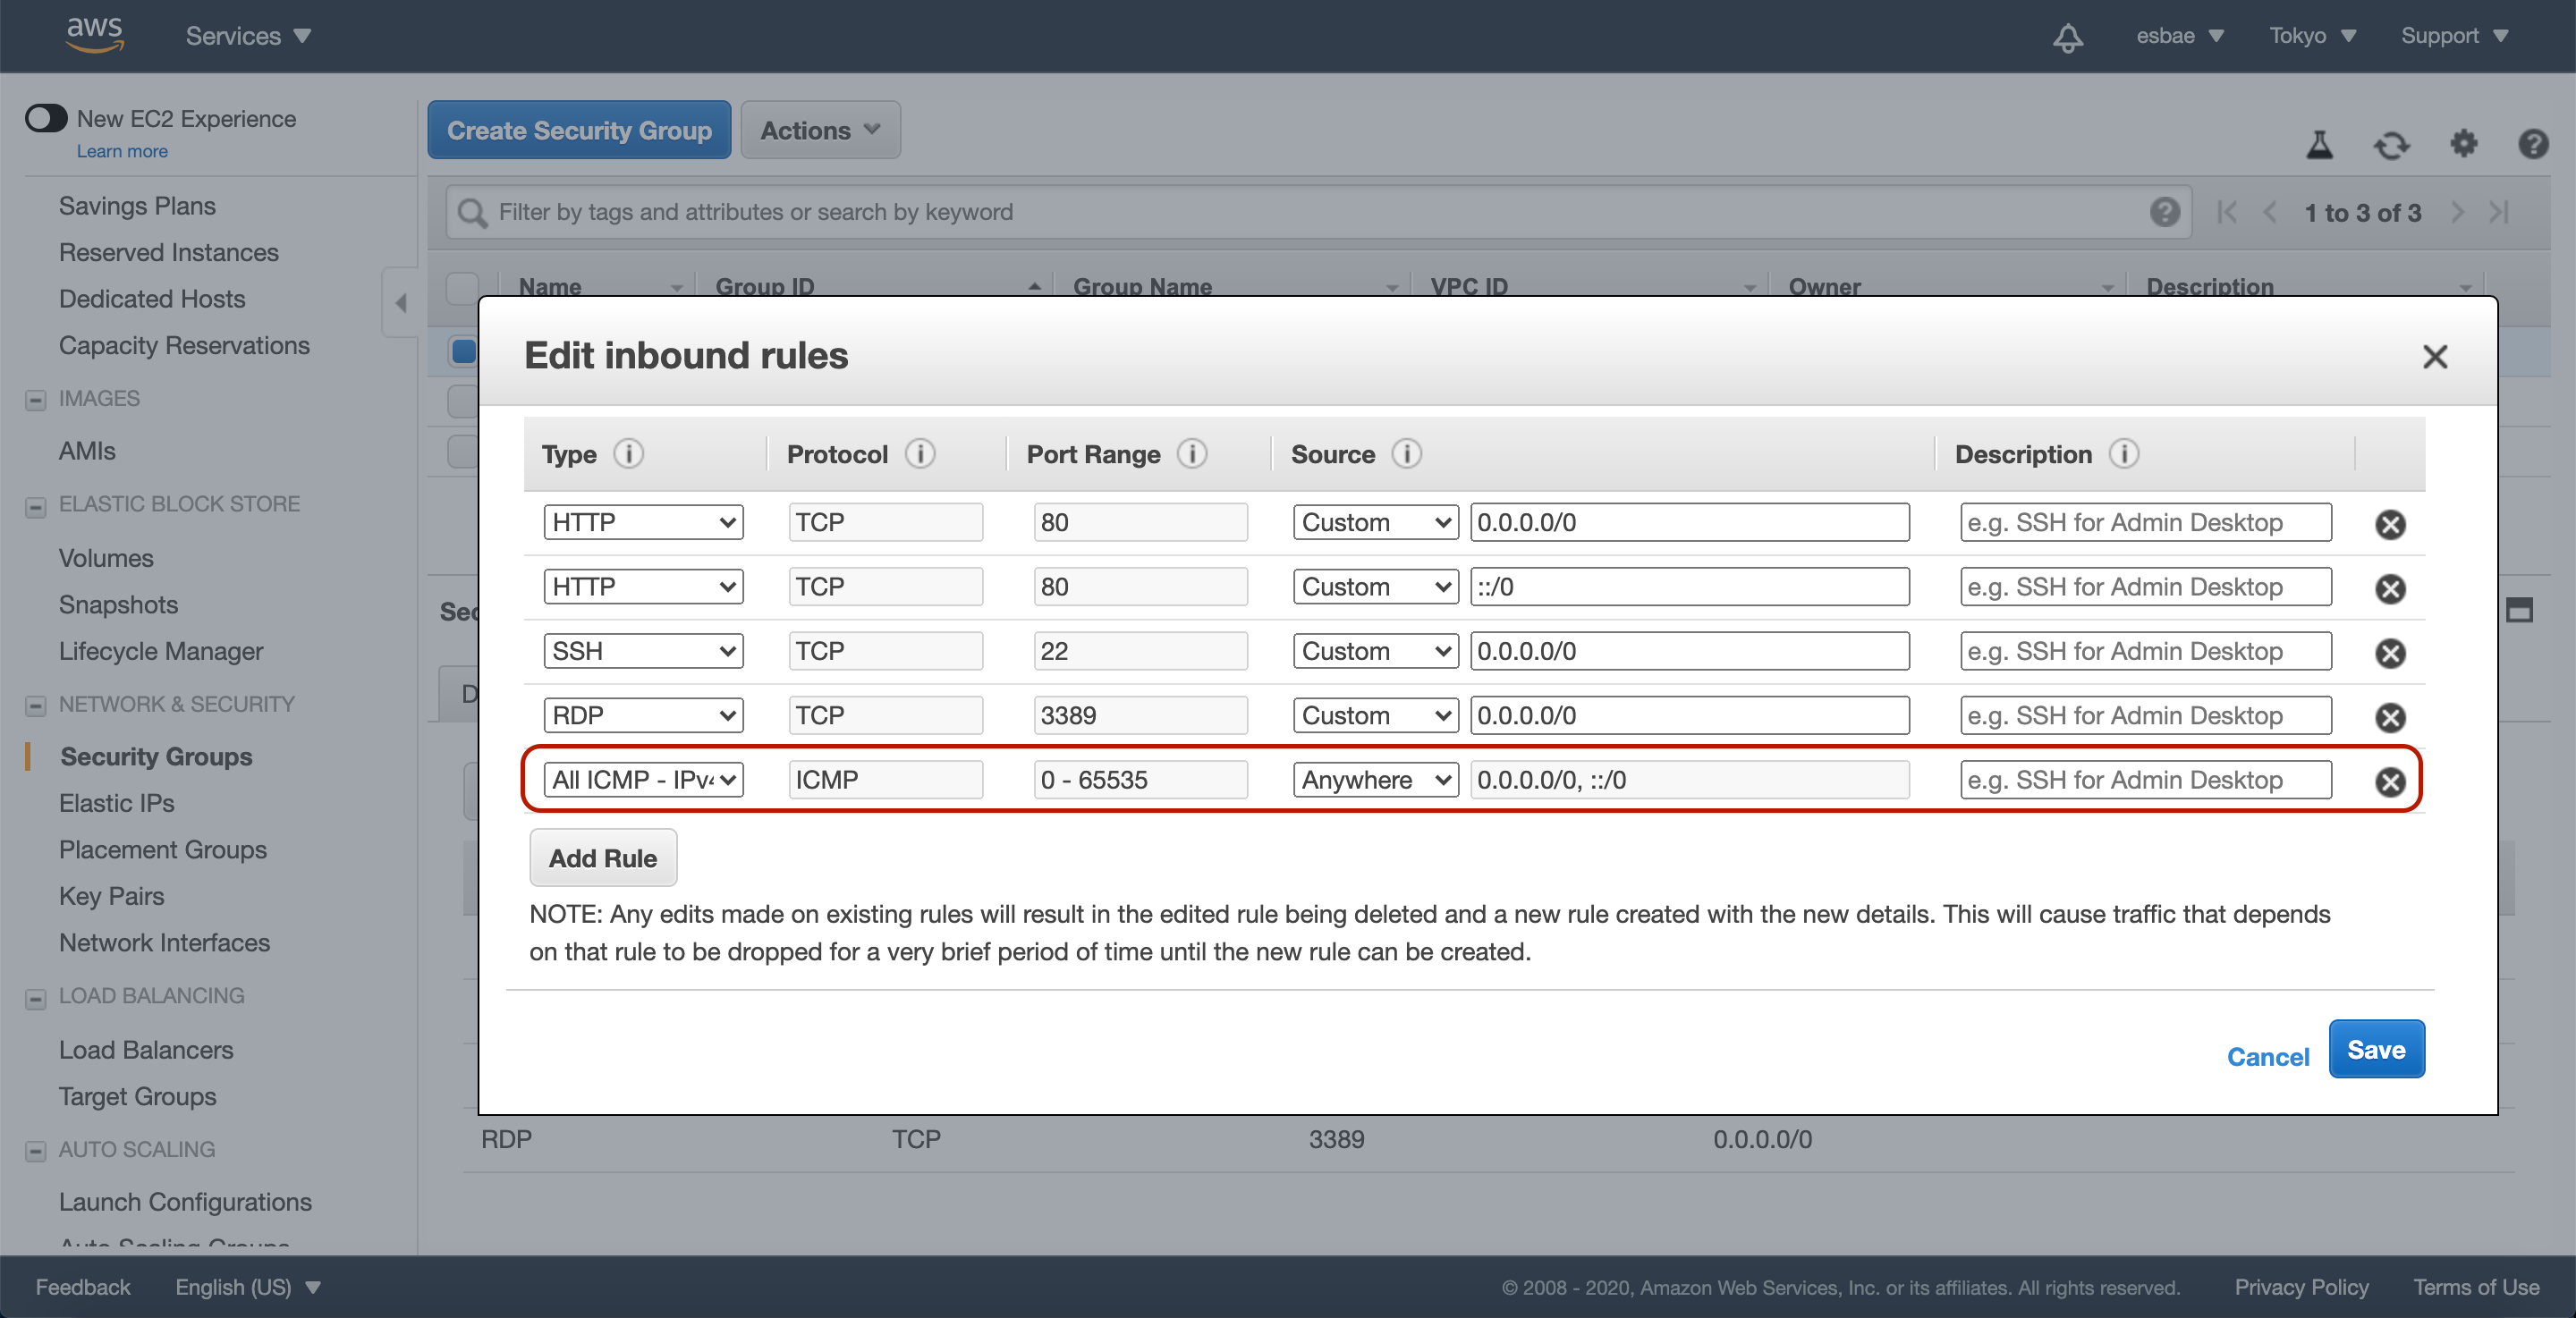 aws Services esbae Tokyo Support
New EC2 Experience
Learn more
Create Security Group Actions
Savings Plans
Reserved Instances
Dedicated Hosts
Capacity Reservations
IMAGES
AMIs
ELASTIC BLOCK STORE
Volumes
Snapshots
Lifecycle Manager
NETWORK & SECURITY
Security Groups
Elastic IPs
Placement Groups
Key Pairs
Network Interfaces
LOAD BALANCING
Load Balancers
Target Groups
AUTO SCALING
Launch Configurations
Auto Scaling Groups
Filter by tags and attributes or search by keyword 1 to 3 of 3
Name Group ID Group Name VPC ID Owner Description
Edit inbound rules
Type Protocol Port Range Source Description
HTTP TCP 80 Custom 0.0.0.0/0 e.g. SSH for Admin Desktop
HTTP TCP 80 Custom ::/0 e.g. SSH for Admin Desktop
SSH TCP 22 Custom 0.0.0.0/0 e.g. SSH for Admin Desktop
RDP TCP 3389 Custom 0.0.0.0/0 e.g. SSH for Admin Desktop
All ICMP - IPv4 ICMP 0 - 65535 Anywhere 0.0.0.0/0, ::/0 e.g. SSH for Admin Desktop
Add Rule
NOTE: Any edits made on existing rules will result in the edited rule being deleted and a new rule created with the new details. This will cause traffic that depends
on that rule to be dropped for a very brief period of time until the new rule can be created.
Cancel Save
RDP TCP 3389 0.0.0.0/0
Feedback English (US) © 2008 - 2020, Amazon Web Services, Inc. or its affiliates. All rights reserved. Privacy Policy Terms of Use